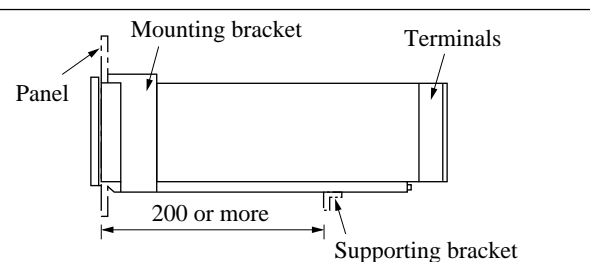 Mounting bracket
Terminals
Panel
200 or more
Supporting bracket